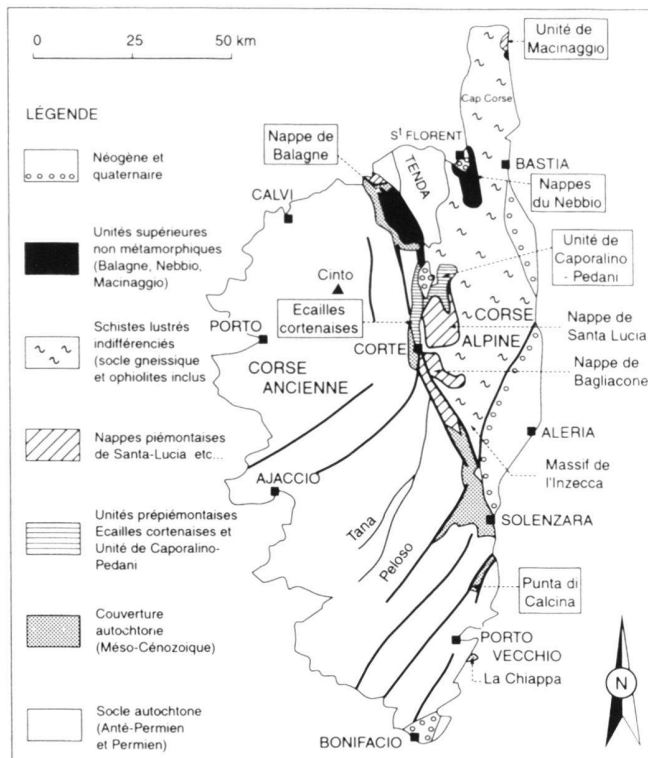 0 25 50 km
LÉGENDE
Néogène et
quaternaire
Unités supérieures
non métamorphiques
(Balagne, Nebbio,
Macinaggio)
Schistes lustrés
indifférenciés
(socle gneissique
et ophiolites inclus
Nappes piémontaises
de Santa-Lucia etc...
Unités prépiémontaises
Ecailles cortenaises et
Unité de Caporalino-
Pedani
Couverture
autochtone
(Méso-Cénozoique)
Socle autochtone
(Anté-Permien
et Permien)
Unité de
Macinaggio
Cap Corse
St FLORENT
Nappe de
Balagne
TENDA
BASTIA
Nappes
du Nebbio
CALVI
Unité de
Caporalino
- Pedani
Cinto
Ecailles
cortenaises
PORTO
CORSE
ALPINE
Nappe de
Santa Lucia
CORTE
CORSE
ANCIENNE
Nappe de
Bagliacone
ALERIA
Massif de
l'Inzecca
AJACCIO
SOLENZARA
Tana
Peloso
Punta di
Calcina
PORTO
VECCHIO
La Chiappa
N
BONIFACIO